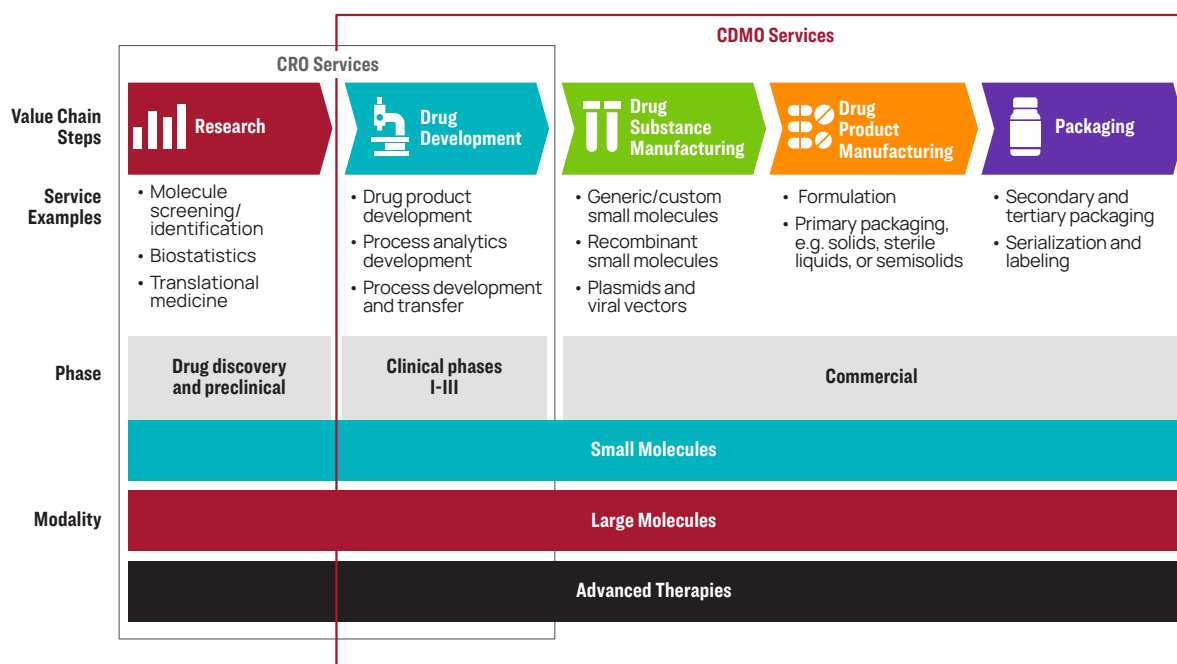 CDMO Services
CRO Services
Value Chain
Steps
Research
Drug
Development
Drug
Substance
Manufacturing
Drug
Product
Manufacturing
Packaging
Service
Examples
• Molecule
screening/
identification
• Biostatistics
• Translational
medicine
• Drug product
development
• Process analytics
development
• Process development
and transfer
• Generic/custom
small molecules
• Recombinant
small molecules
• Plasmids and
viral vectors
• Formulation
• Primary packaging,
e.g. solids, sterile
liquids, or semisolids
• Secondary and
tertiary packaging
• Serialization and
labeling
Phase
Drug discovery
and preclinical
Clinical phases
I-III
Commercial
Modality
Small Molecules
Large Molecules
Advanced Therapies